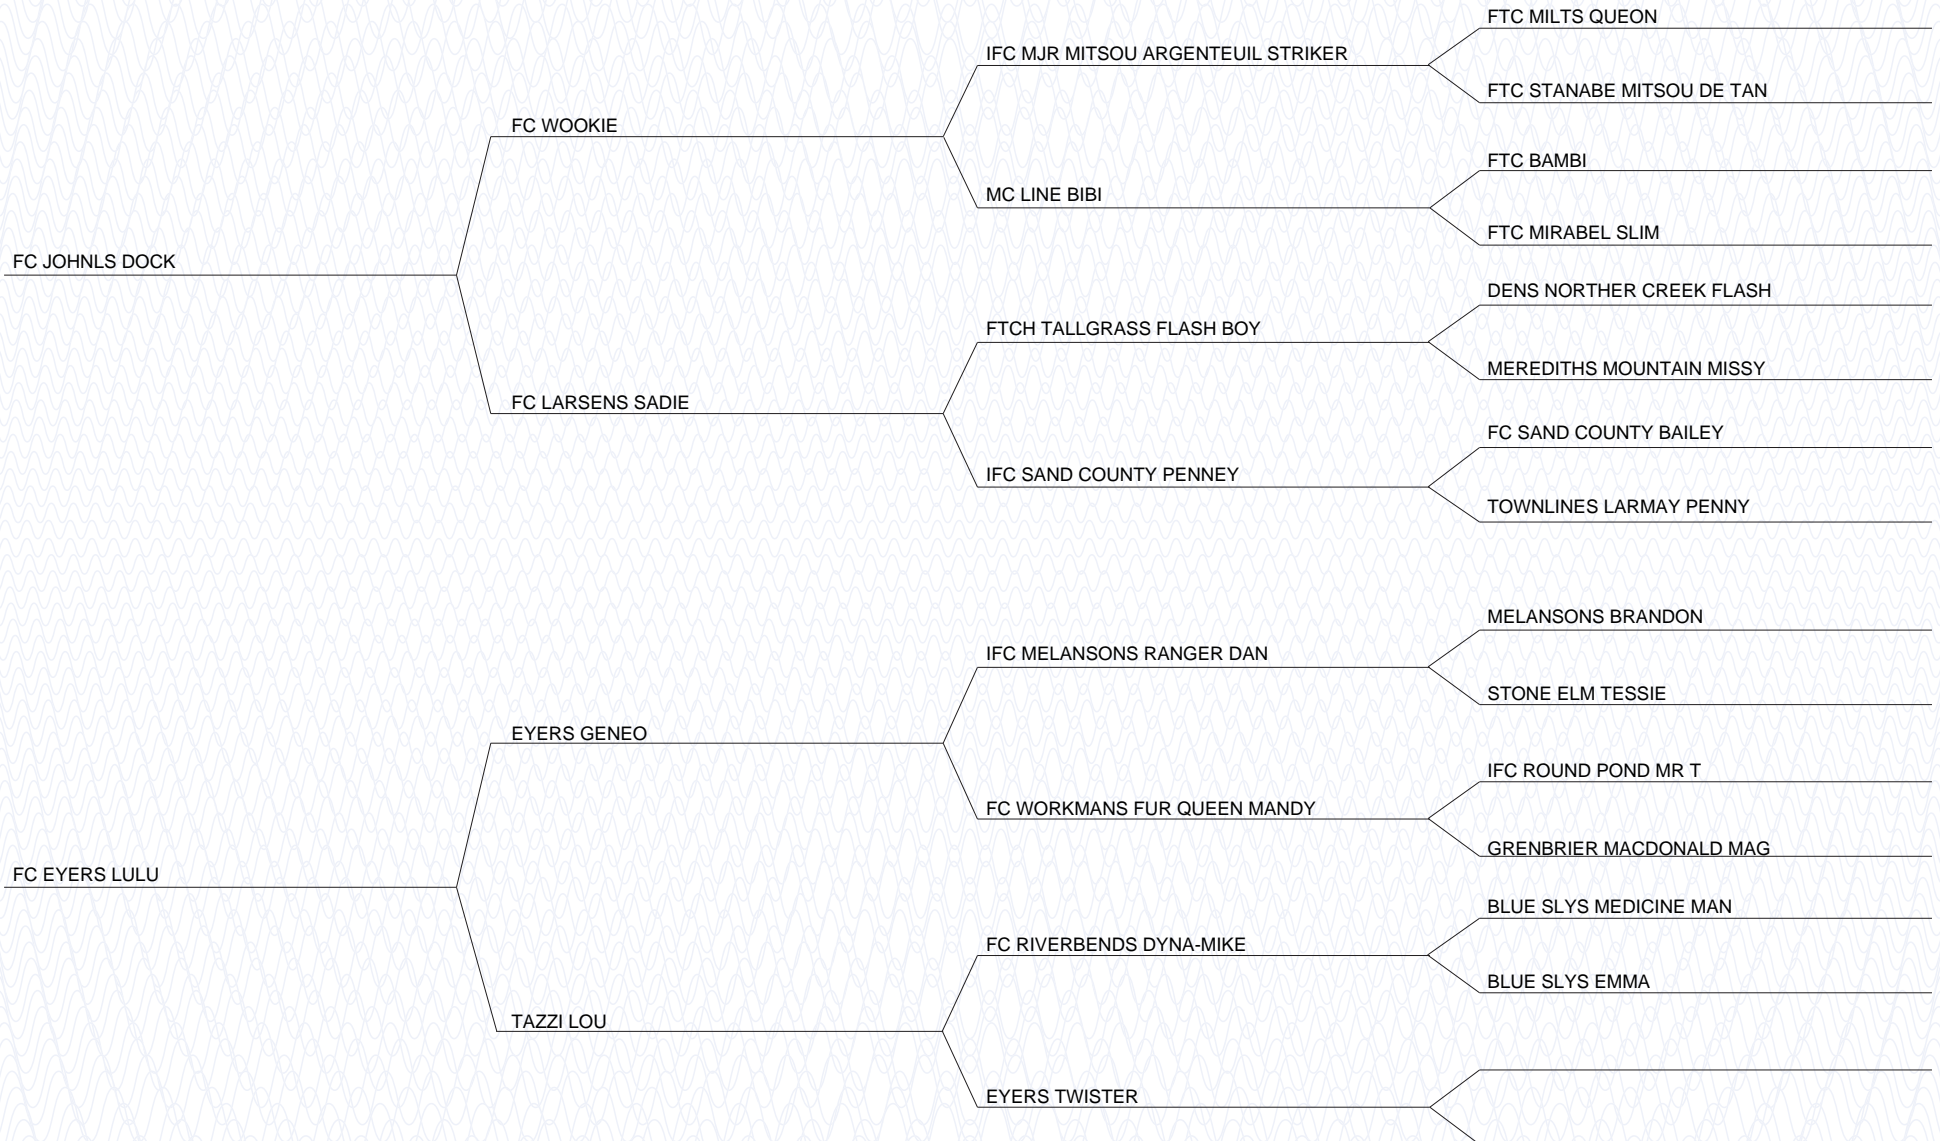 FTC MILTS QUEON
IFC MJR MITSOU ARGENTEUIL STRIKER
FTC STANABE MITSOU DE TAN
FC WOOKIE
FTC BAMBI
MC LINE BIBI
FTC MIRABEL SLIM
FC JOHNLS DOCK
DENS NORTHER CREEK FLASH
FTCH TALLGRASS FLASH BOY
MEREDITHS MOUNTAIN MISSY
FC LARSENS SADIE
FC SAND COUNTY BAILEY
IFC SAND COUNTY PENNEY
TOWNLINES LARMAY PENNY
MELANSONS BRANDON
IFC MELANSONS RANGER DAN
STONE ELM TESSIE
EYERS GENEO
IFC ROUND POND MR T
FC WORKMANS FUR QUEEN MANDY
GRENBRIER MACDONALD MAG
FC EYERS LULU
BLUE SLYS MEDICINE MAN
FC RIVERBENDS DYNA-MIKE
BLUE SLYS EMMA
TAZZI LOU
EYERS TWISTER